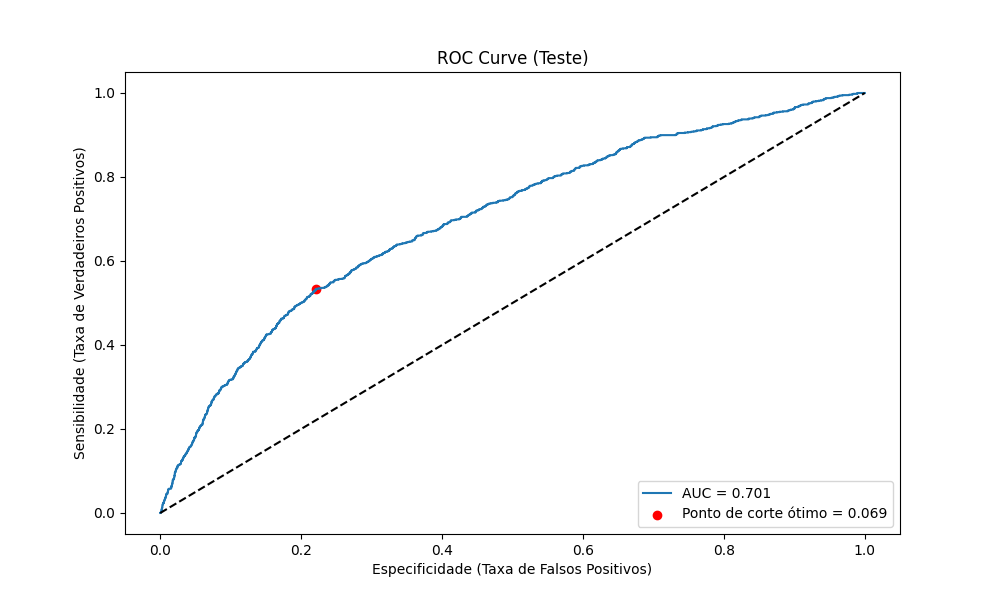 ROC Curve (Teste)
Sensibilidade (Taxa de Verdadeiros Positivos)
1.0
0.8
0.6
0.4
0.2
0.0
AUC = 0.701
Ponto de corte ótimo = 0.069
0.0 0.2 0.4 0.6 0.8 1.0
Especificidade (Taxa de Falsos Positivos)